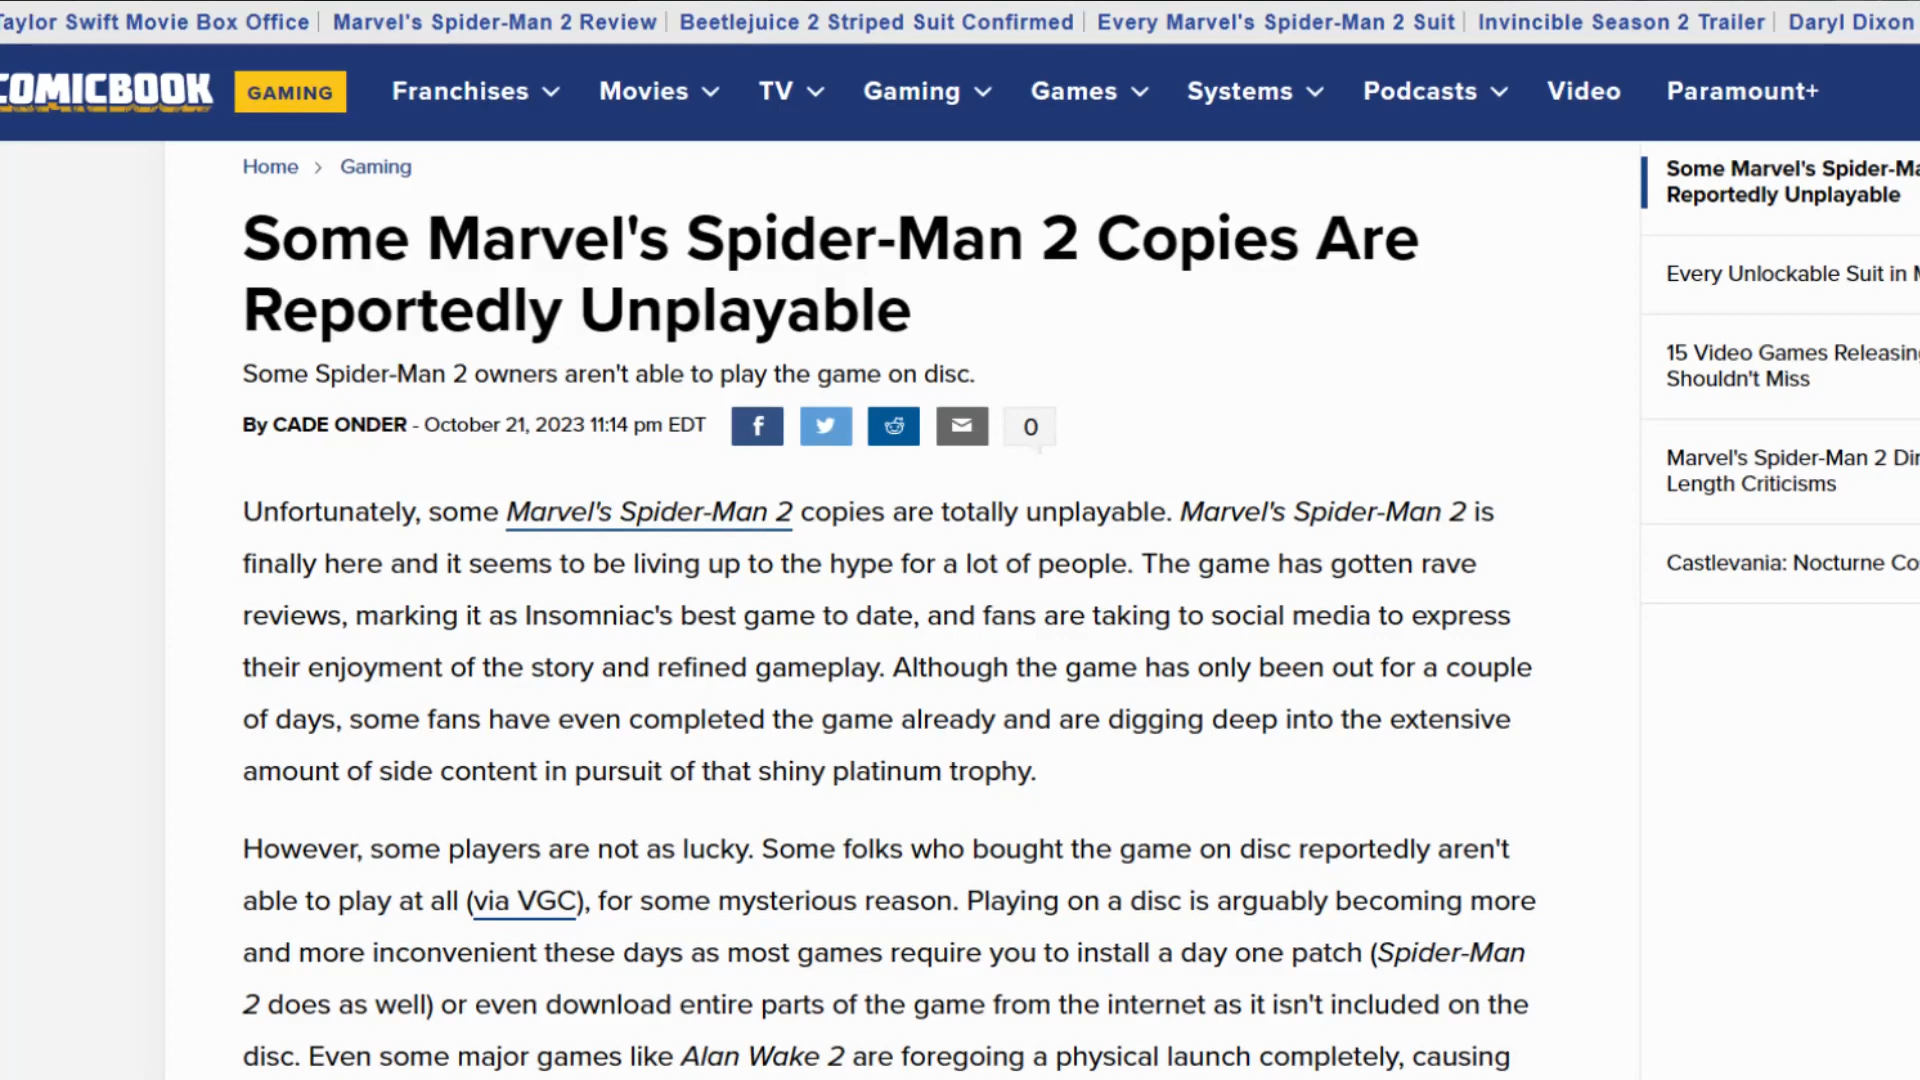 Taylor Swift Movie Box Office | Marvel's Spider-Man 2 Review | Beetlejuice 2 Striped Suit Confirmed | Every Marvel's Spider-Man 2 Suit | Invincible Season 2 Trailer | Daryl Dixon
COMICBOOK GAMING Franchises Movies TV Gaming Games Systems Podcasts Video Paramount+
Home > Gaming
Some Marvel's Spider-Man 2 Copies Are
Reportedly Unplayable
Some Spider-Man 2 owners aren't able to play the game on disc.
By CADE ONDER - October 21, 2023 11:14 pm EDT
0
Unfortunately, some Marvel's Spider-Man 2 copies are totally unplayable. Marvel's Spider-Man 2 is
finally here and it seems to be living up to the hype for a lot of people. The game has gotten rave
reviews, marking it as Insomniac's best game to date, and fans are taking to social media to express
their enjoyment of the story and refined gameplay. Although the game has only been out for a couple
of days, some fans have even completed the game already and are digging deep into the extensive
amount of side content in pursuit of that shiny platinum trophy.
However, some players are not as lucky. Some folks who bought the game on disc reportedly aren't
able to play at all (via VGC), for some mysterious reason. Playing on a disc is arguably becoming more
and more inconvenient these days as most games require you to install a day one patch (Spider-Man
2 does as well) or even download entire parts of the game from the internet as it isn't included on the
disc. Even some major games like Alan Wake 2 are foregoing a physical launch completely, causing
Some Marvel's Spider-Ma
Reportedly Unplayable
Every Unlockable Suit in
15 Video Games Releasing
Shouldn't Miss
Marvel's Spider-Man 2 Dir
Length Criticisms
Castlevania: Nocturne Co